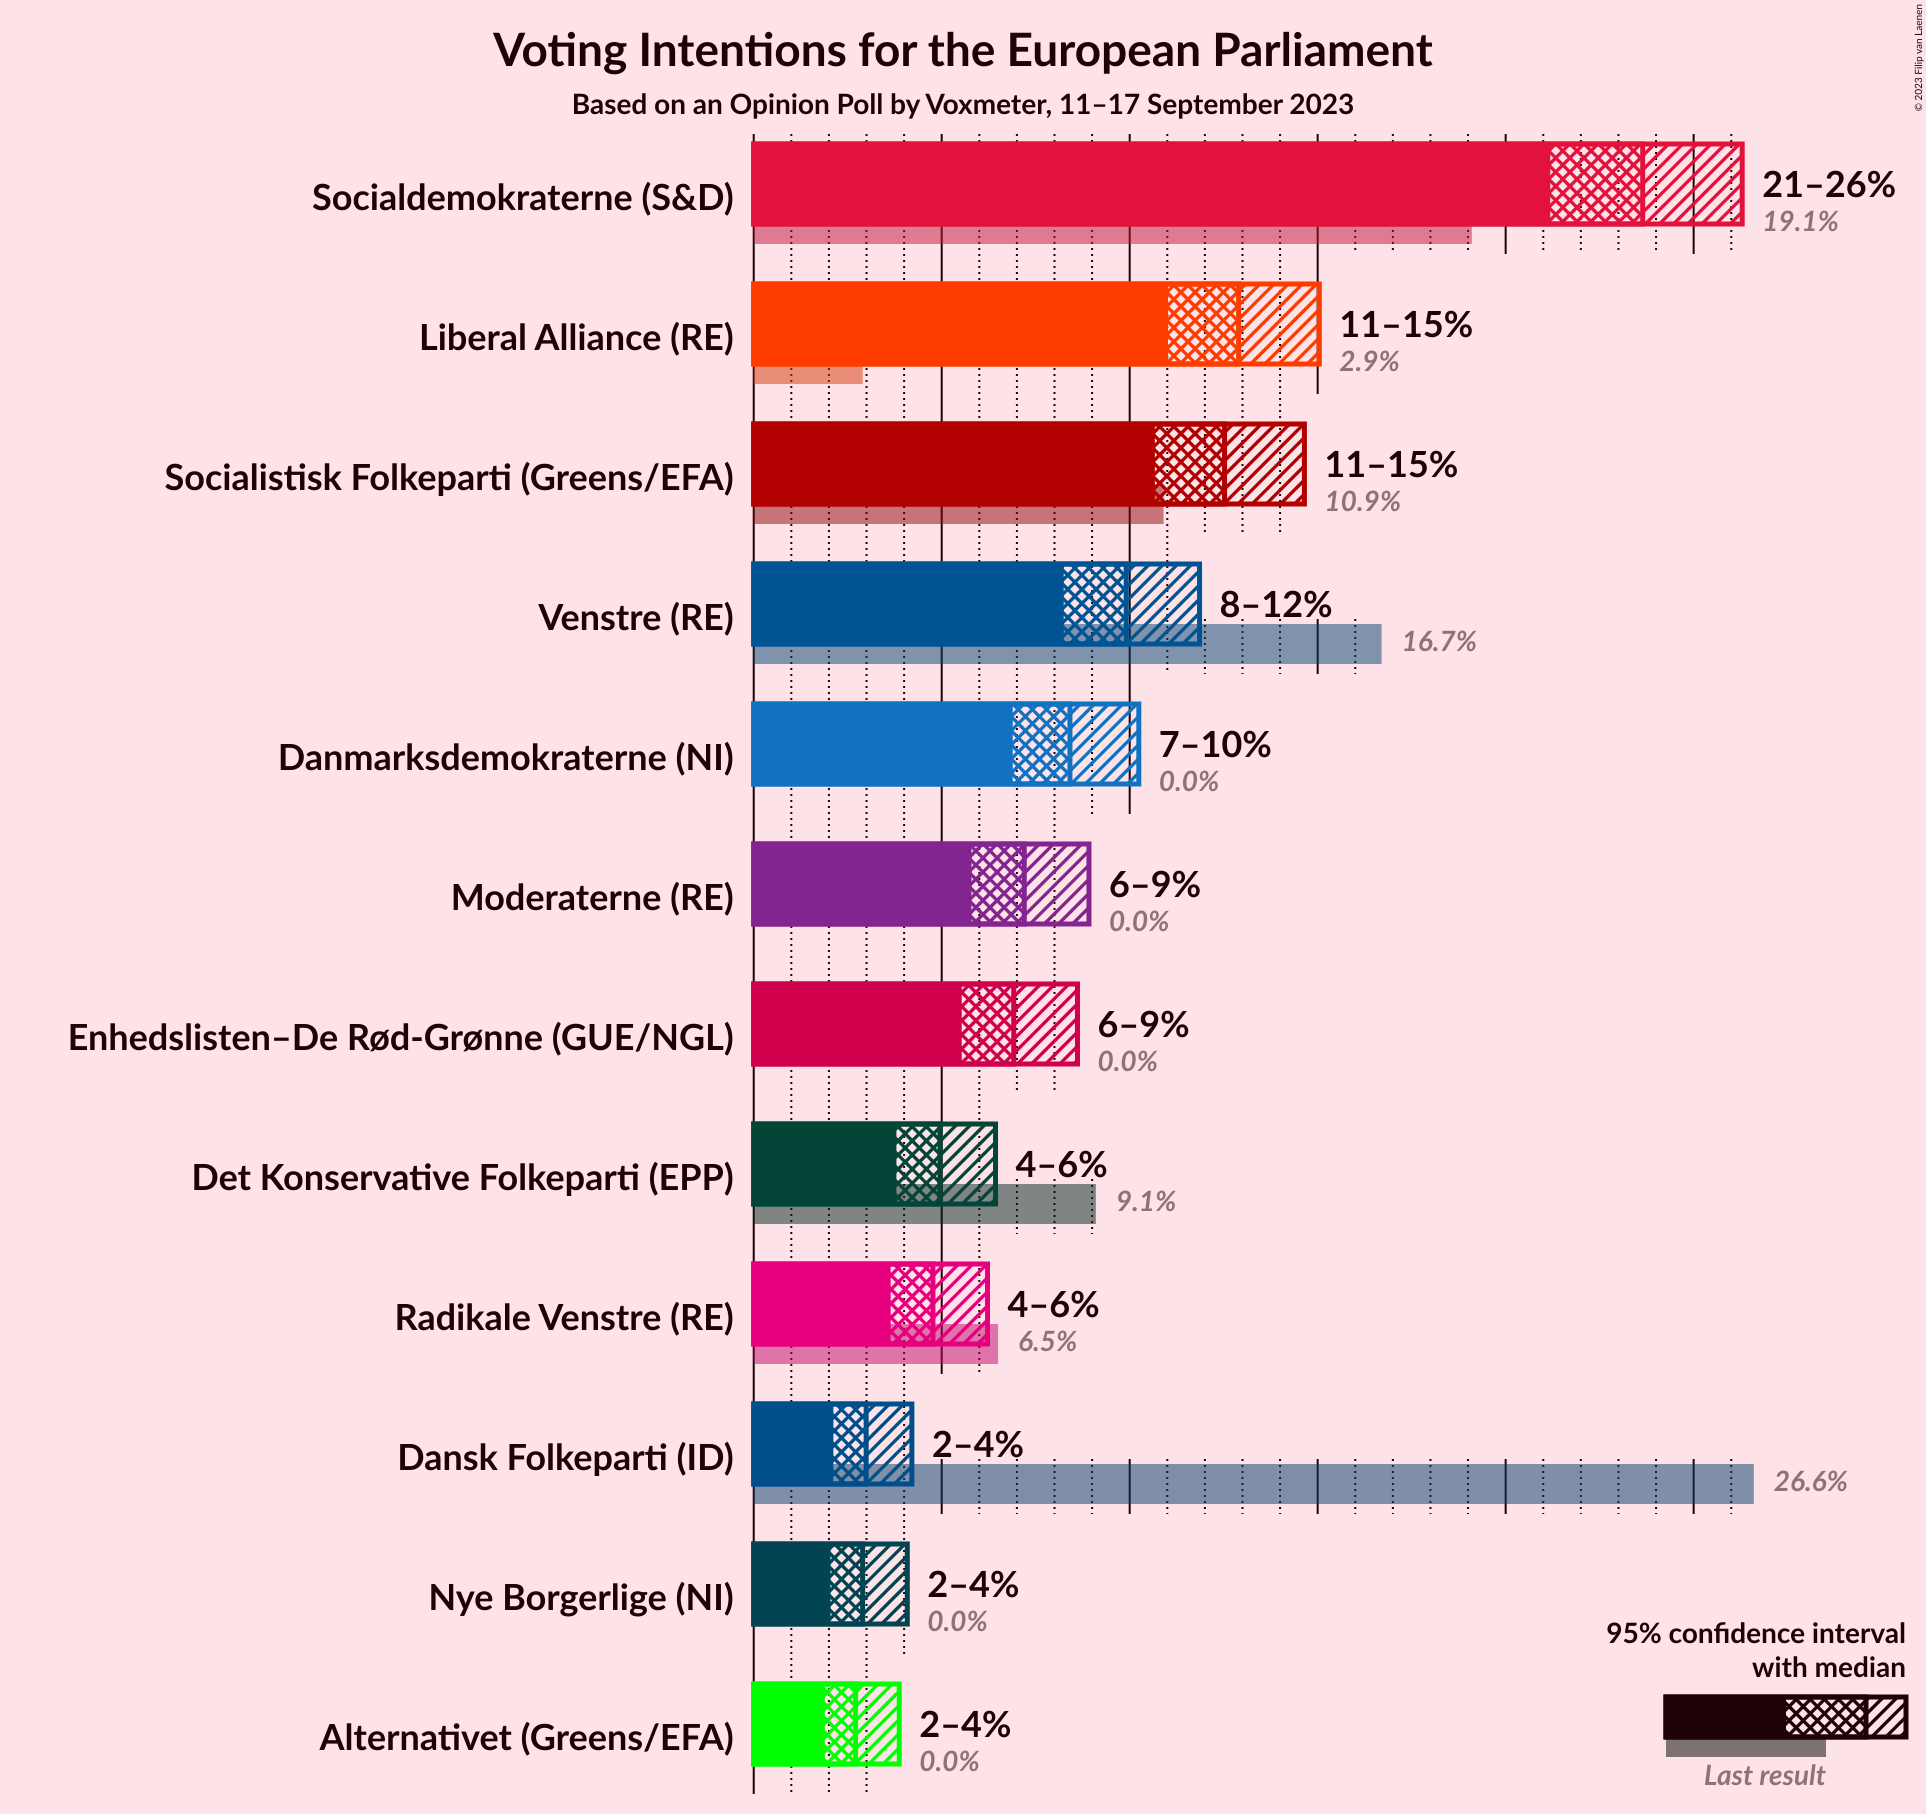 Voting Intentions for the European Parliament
Based on an Opinion Poll by Voxmeter, 11–17 September 2023
© 2023 Filip van Laenen
Socialdemokraterne (S&D)
21–26%
19.1%
Liberal Alliance (RE)
11–15%
2.9%
Socialistisk Folkeparti (Greens/EFA)
11–15%
10.9%
Venstre (RE)
8–12%
16.7%
Danmarksdemokraterne (NI)
7–10%
0.0%
Moderaterne (RE)
6–9%
0.0%
Enhedslisten–De Rød-Grønne (GUE/NGL)
6–9%
0.0%
Det Konservative Folkeparti (EPP)
4–6%
9.1%
Radikale Venstre (RE)
4–6%
6.5%
Dansk Folkeparti (ID)
2–4%
26.6%
Nye Borgerlige (NI)
2–4%
0.0%
Alternativet (Greens/EFA)
2–4%
0.0%
95% confidence interval
with median
Last result